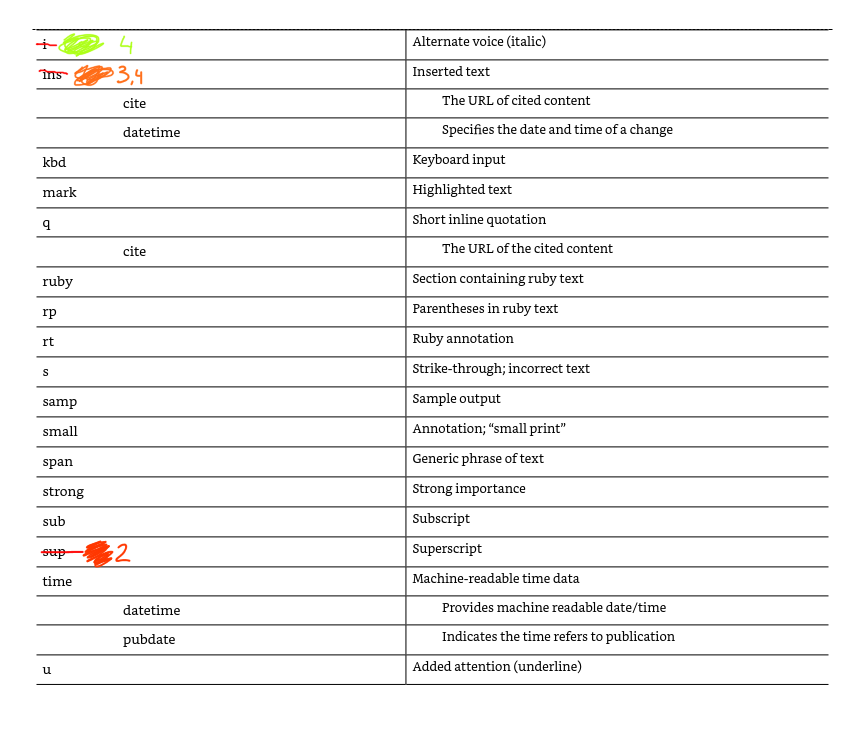 i 4 Alternate voice (italic)
ins 3,4 Inserted text
cite The URL of cited content
datetime Specifies the date and time of a change
kbd Keyboard input
mark Highlighted text
q Short inline quotation
cite The URL of the cited content
ruby Section containing ruby text
rp Parentheses in ruby text
rt Ruby annotation
s Strike-through; incorrect text
samp Sample output
small Annotation; “small print”
span Generic phrase of text
strong Strong importance
sub Subscript
sup 2 Superscript
time Machine-readable time data
datetime Provides machine readable date/time
pubdate Indicates the time refers to publication
u Added attention (underline)